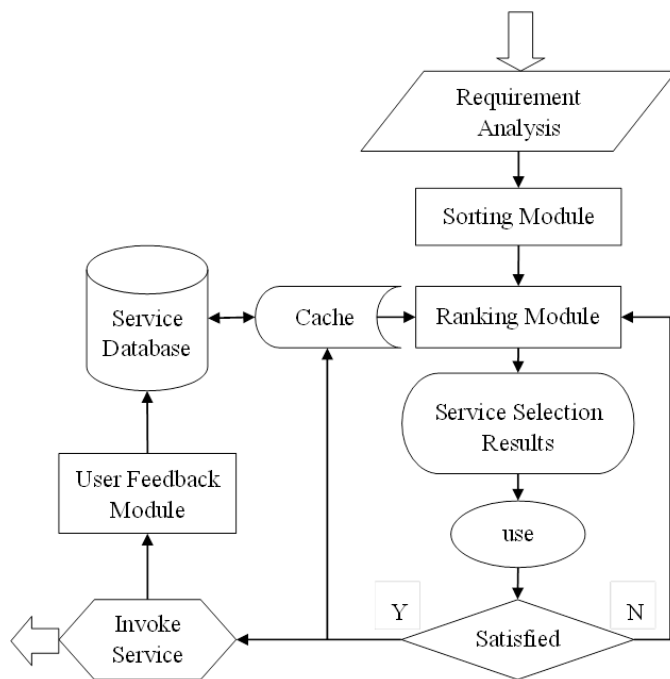 Requirement
Analysis
Sorting Module
Service
Database
Cache
Ranking Module
Service Selection
Results
User Feedback
Module
use
Y
N
Invoke
Service
Satisfied